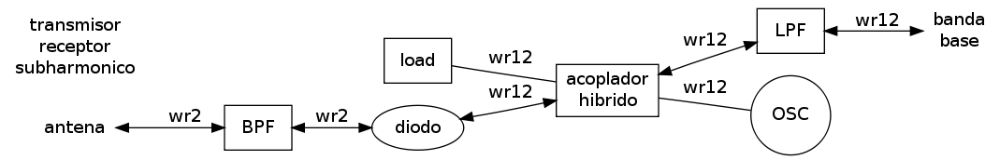 transmisor
receptor
subharmonico
antena
wr2
BPF
wr2
diodo
load
wr12
wr12
acoplador
hibrido
wr12
wr12
LPF
OSC
wr12
banda
base